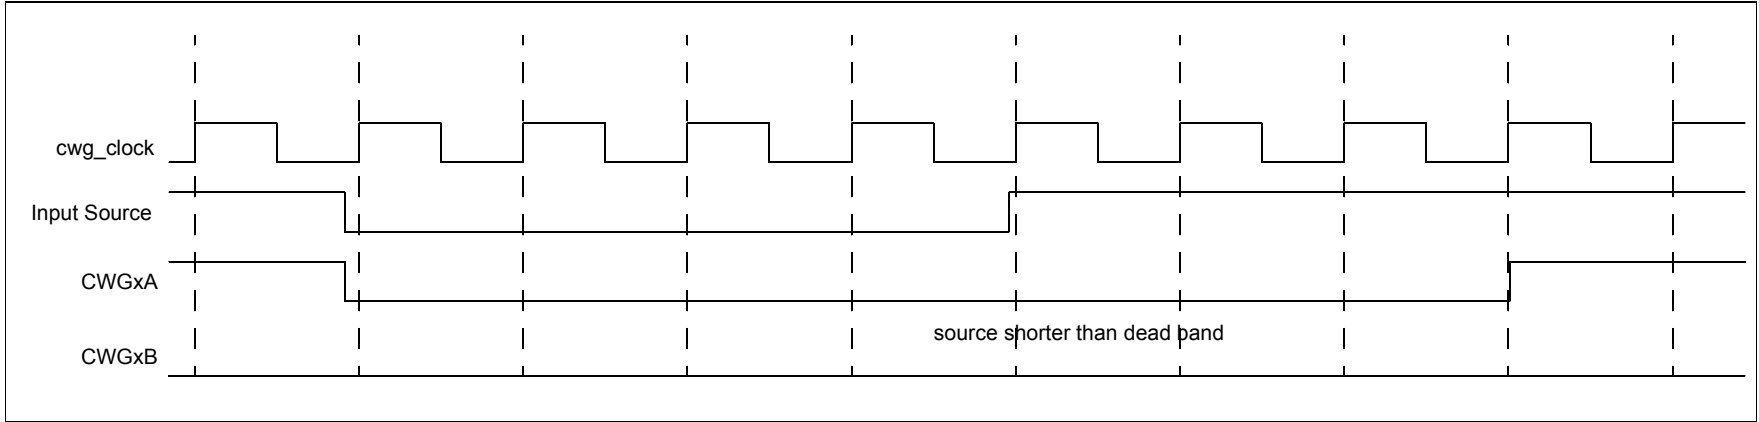 cwg_clock
Input Source
CWGxA
source shorter than dead band
CWGxB